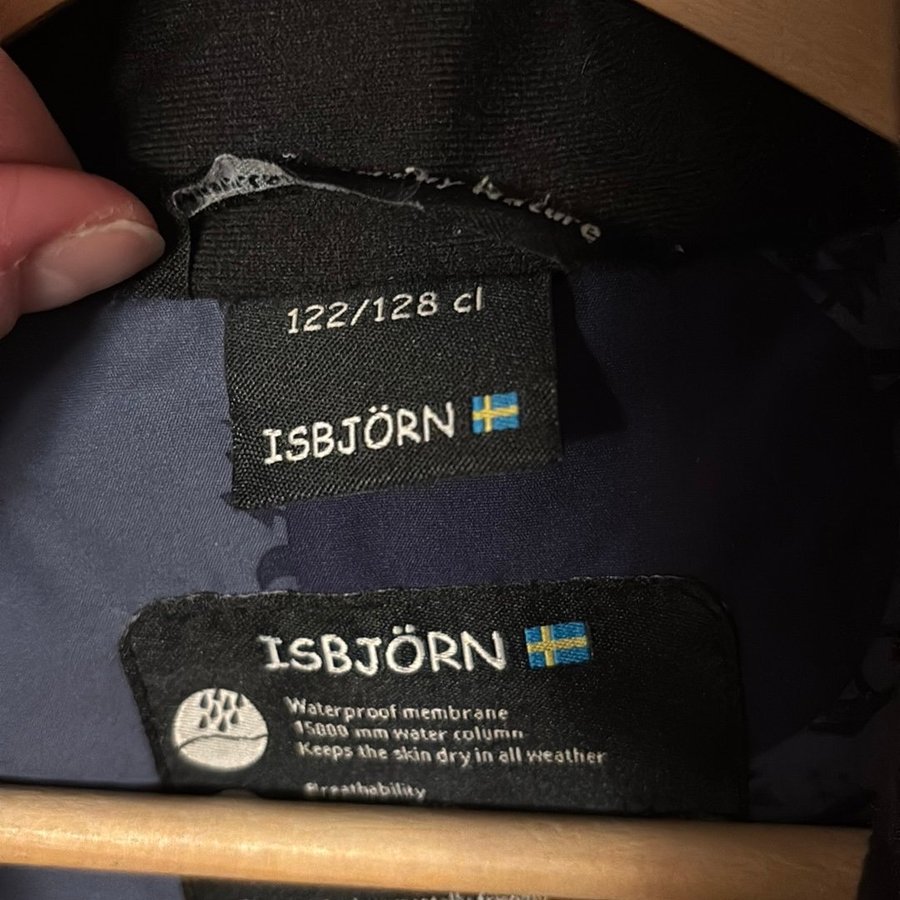 Nature
122/128 cl
ISBJÖRN
ISBJÖRN
Waterproof membrane
15000 mm water column
Keeps the skin dry in all weather
Breathability